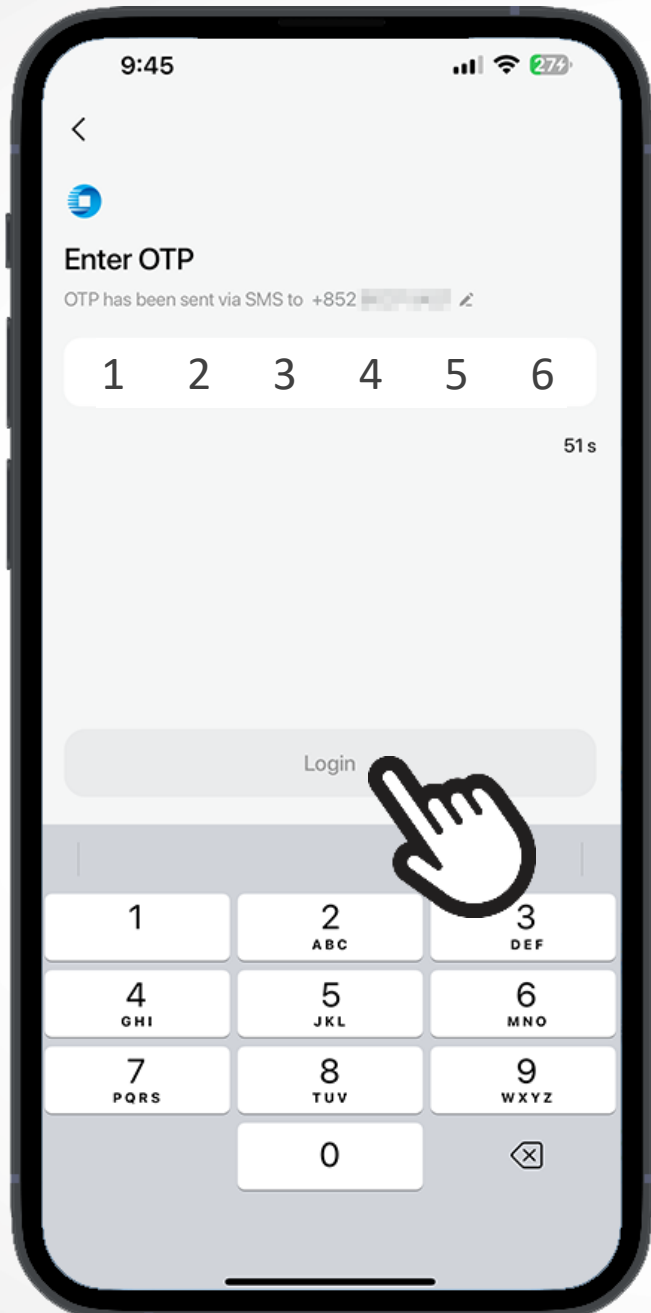 9:45
27
Enter OTP
OTP has been sent via SMS to +852
1 2 3 4 5 6
51 s
Login
1 2 3
ABC DEF
4 5 6
GHI JKL MNO
7 8 9
PQRS TUV WXYZ
0